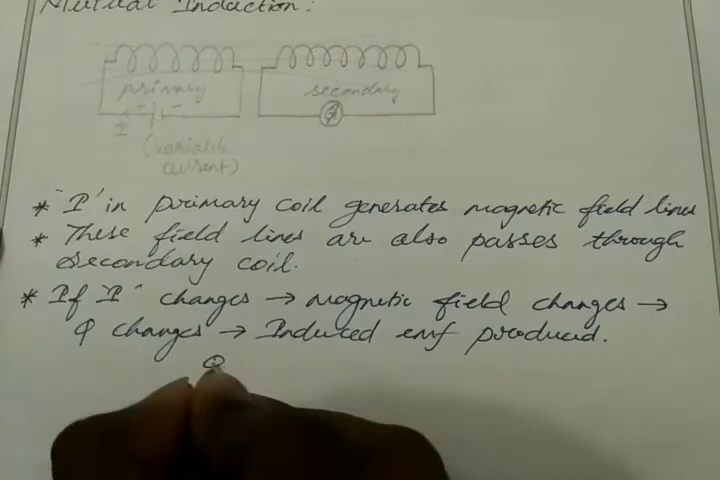 Mutual Induction:
primary
secondary
+ -
I
G
(variable
current)
* "I" in primary coil generates magnetic field lines
* These field lines are also passes through
secondary coil.
* If "I" changes → magnetic field changes →
φ changes → Induced emf produced.